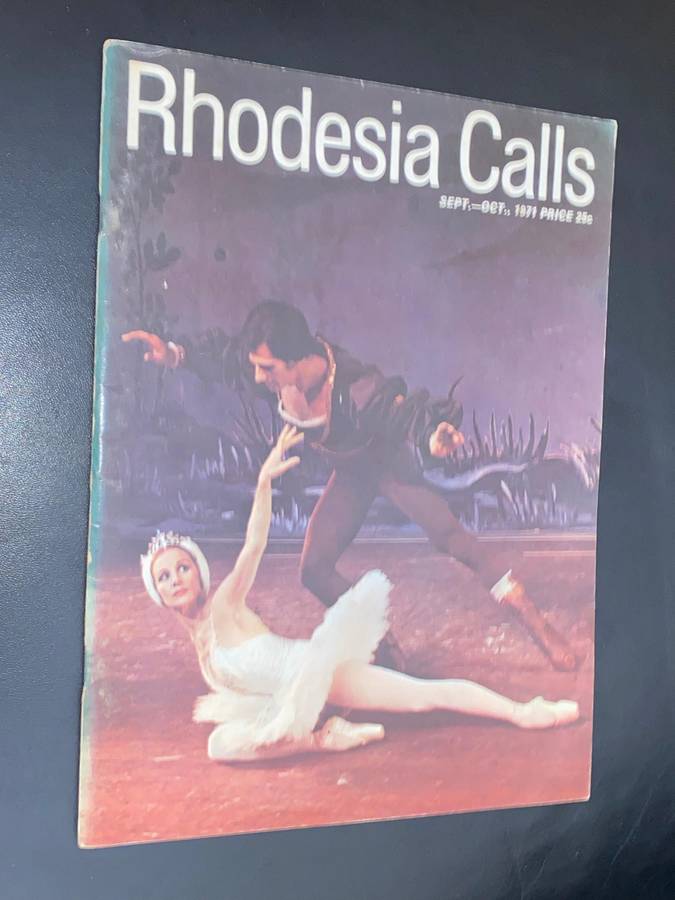 Rhodesia Calls
SEPT.—OCT., 1971 PRICE 25c